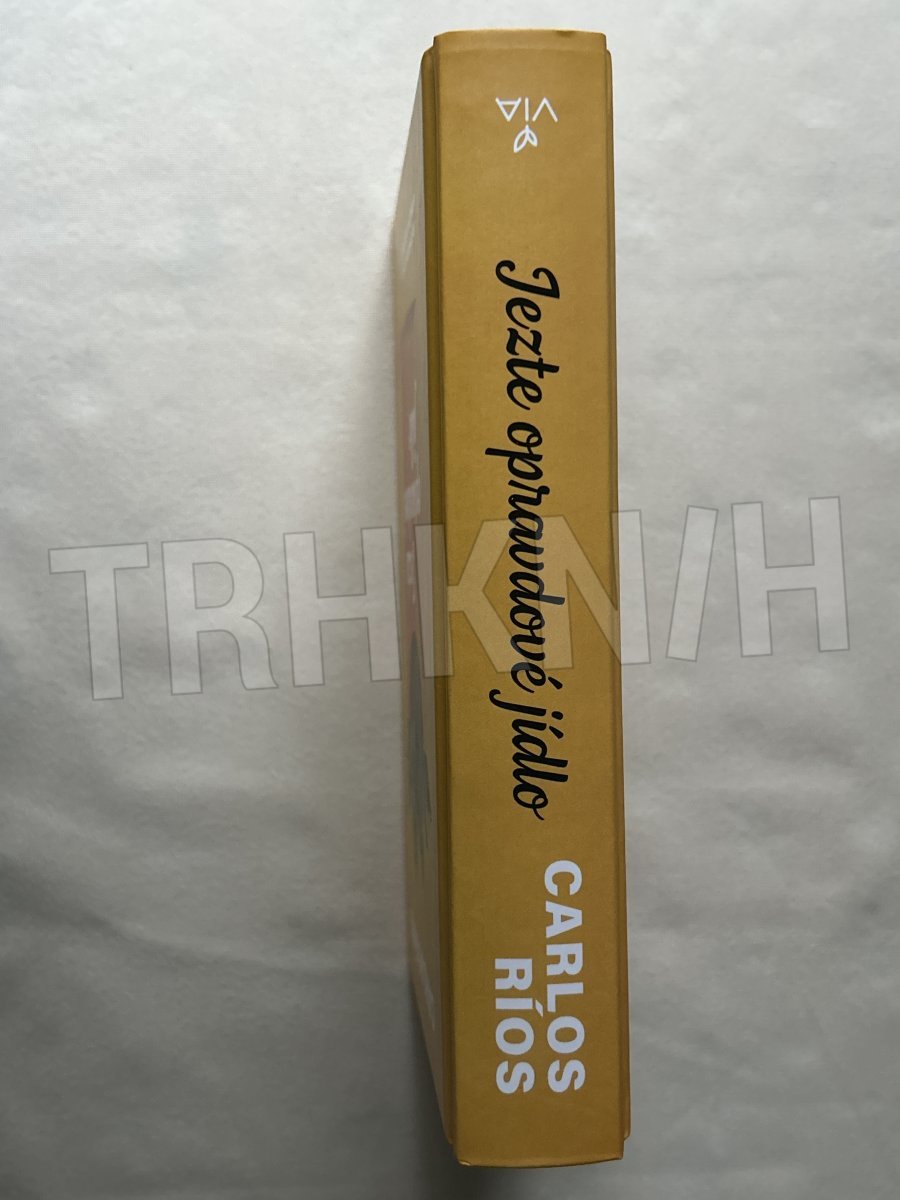 VIA
Jezte opravdové jídlo
CARLOS
RÍOS
TRHKNIH